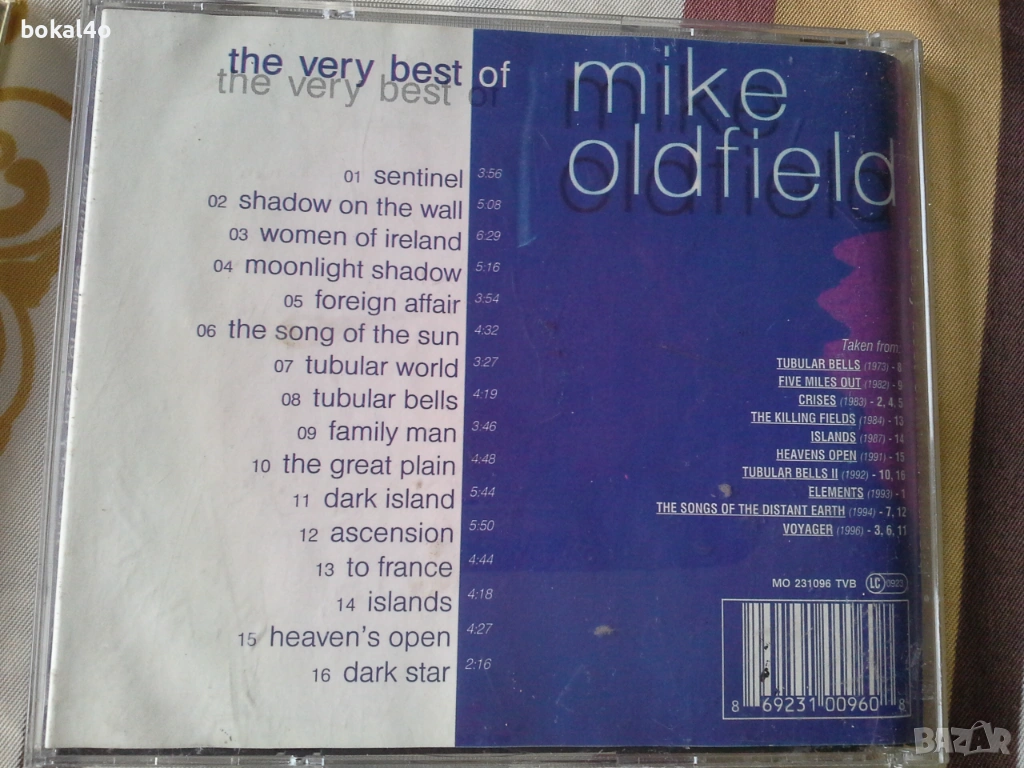 bokal4o
the very best of
the very best of
mike
oldfield
01 sentinel 3:56
02 shadow on the wall 5:08
03 women of ireland 6:29
04 moonlight shadow 5:16
05 foreign affair 3:54
06 the song of the sun 4:32
07 tubular world 3:27
08 tubular bells 4:19
09 family man 3:46
10 the great plain 4:48
11 dark island 5:44
12 ascension 5:50
13 to france 4:44
14 islands 4:18
15 heaven's open 4:27
16 dark star 2:16
Taken from:
TUBULAR BELLS (1973) - 8
FIVE MILES OUT (1982) - 9
CRISES (1983) - 2, 4, 5
THE KILLING FIELDS (1984) - 13
ISLANDS (1987) - 14
HEAVENS OPEN (1991) - 15
TUBULAR BELLS II (1992) - 10, 16
ELEMENTS (1993) - 1
THE SONGS OF THE DISTANT EARTH (1994) - 7, 12
VOYAGER (1996) - 3, 6, 11
MO 231096 TVB LC 0923
8 69231 00960 8
BAZAR